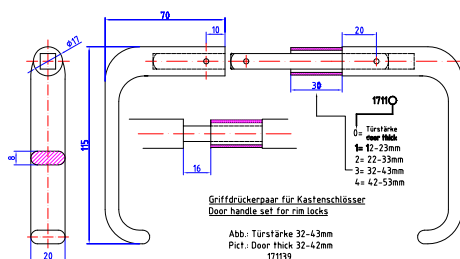 70
10
20
Ø17
30
1711O
0= Türstärke
door thick
1= 12-23mm
2= 22-33mm
3= 32-43mm
4= 42-53mm
115
8
16
20
Griffdrückerpaar für Kastenschlösser
Door handle set for rim locks
Abb.: Türstärke 32-43mm
Pict.: Door thick 32-42mm
171139